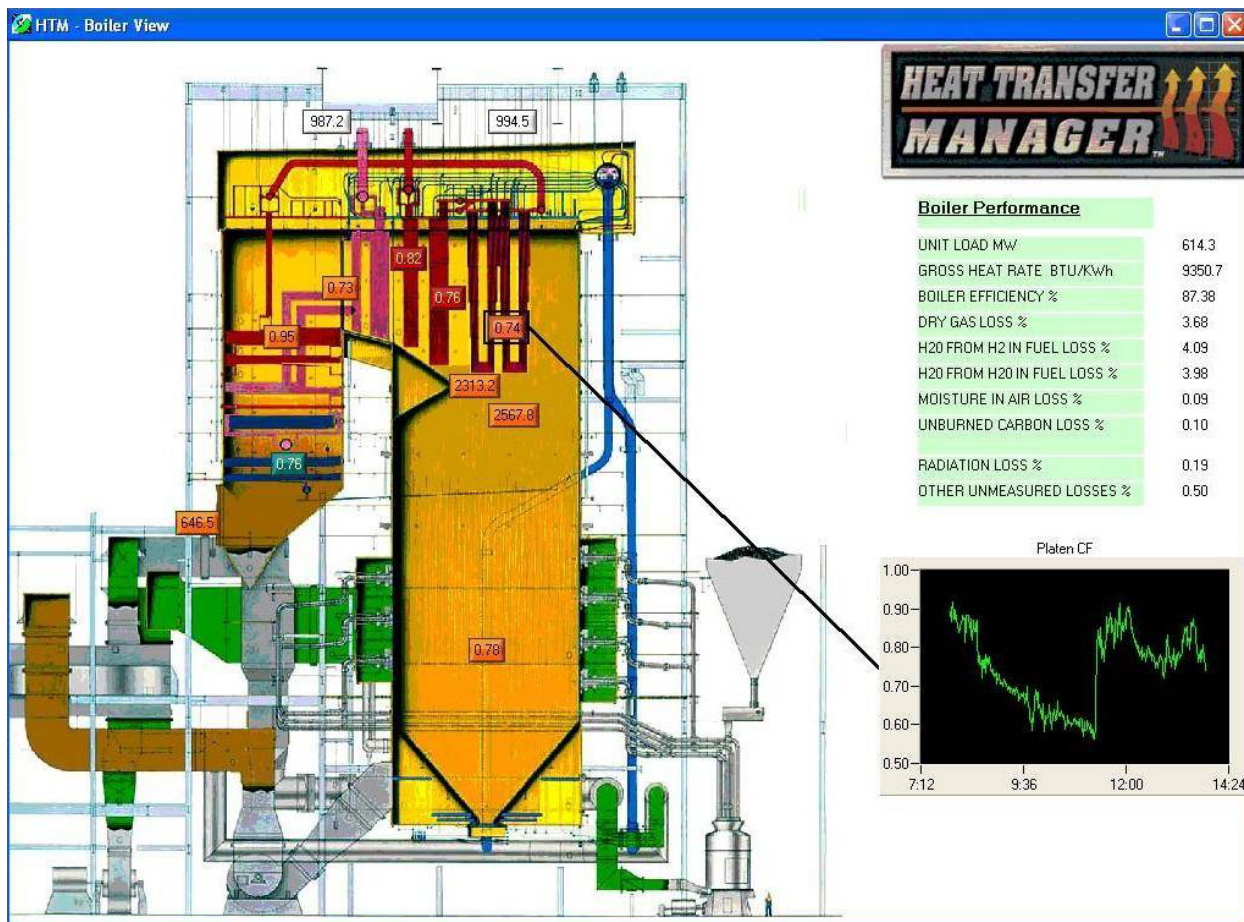 HTM - Boiler View
HEAT TRANSFER
MANAGER™
987.2
994.5
0.82
0.73
0.76
0.95
0.74
2313.2
2567.8
0.76
646.5
0.78
Boiler Performance
UNIT LOAD MW 614.3
GROSS HEAT RATE BTU/KWh 9350.7
BOILER EFFICIENCY % 87.38
DRY GAS LOSS % 3.68
H20 FROM H2 IN FUEL LOSS % 4.09
H20 FROM H20 IN FUEL LOSS % 3.98
MOISTURE IN AIR LOSS % 0.09
UNBURNED CARBON LOSS % 0.10
RADIATION LOSS % 0.19
OTHER UNMEASURED LOSSES % 0.50
Platen CF
1.00
0.90
0.80
0.70
0.60
0.50
7:12 9:36 12:00 14:24